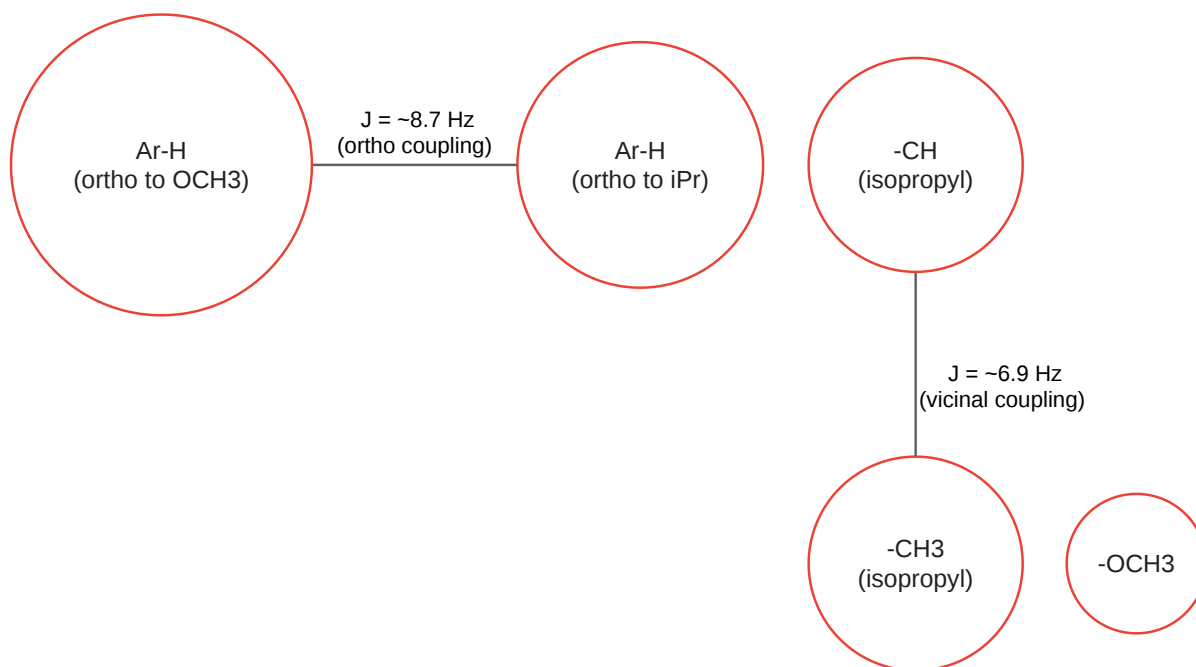 Ar-H
(ortho to OCH3)
J = ~8.7 Hz
(ortho coupling)
Ar-H
(ortho to iPr)
-CH
(isopropyl)
J = ~6.9 Hz
(vicinal coupling)
-CH3
(isopropyl)
-OCH3